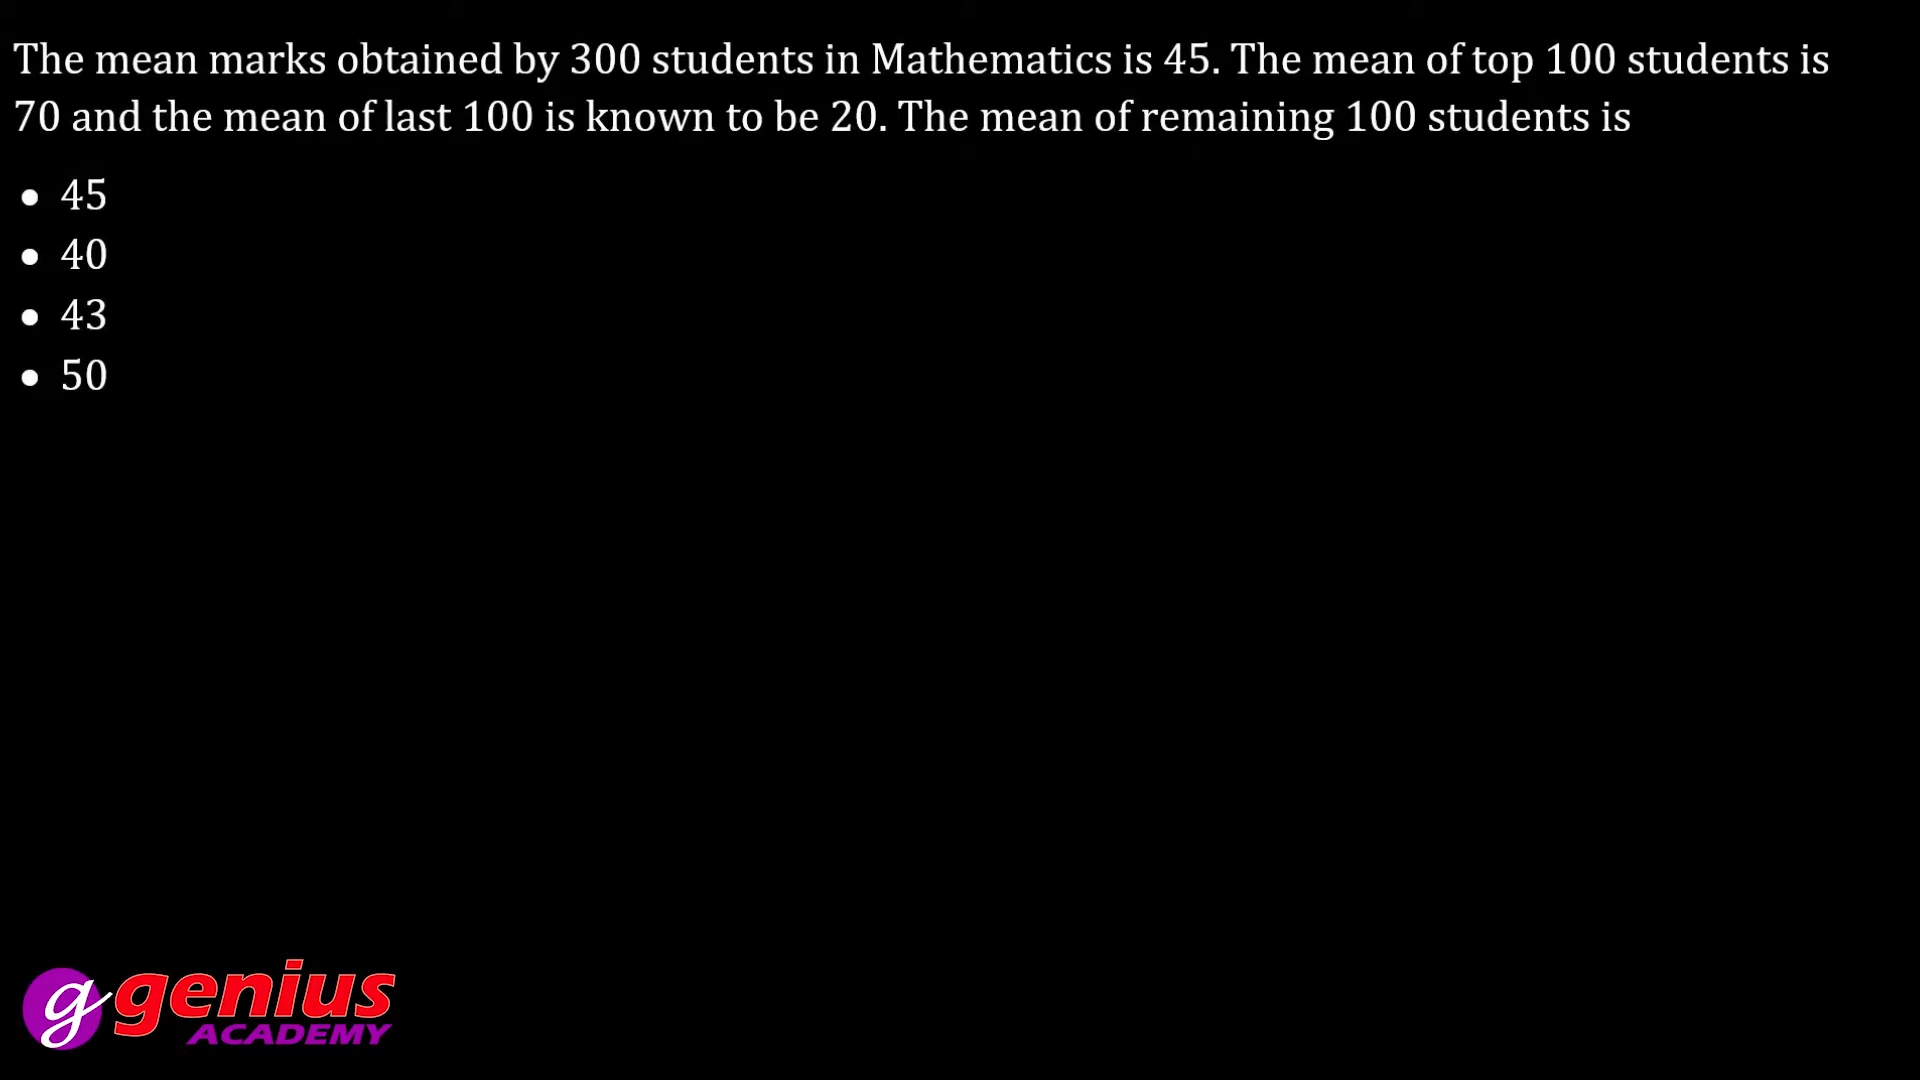 The mean marks obtained by 300 students in Mathematics is 45. The mean of top 100 students is
70 and the mean of last 100 is known to be 20. The mean of remaining 100 students is
• 45
• 40
• 43
• 50
g genius
ACADEMY